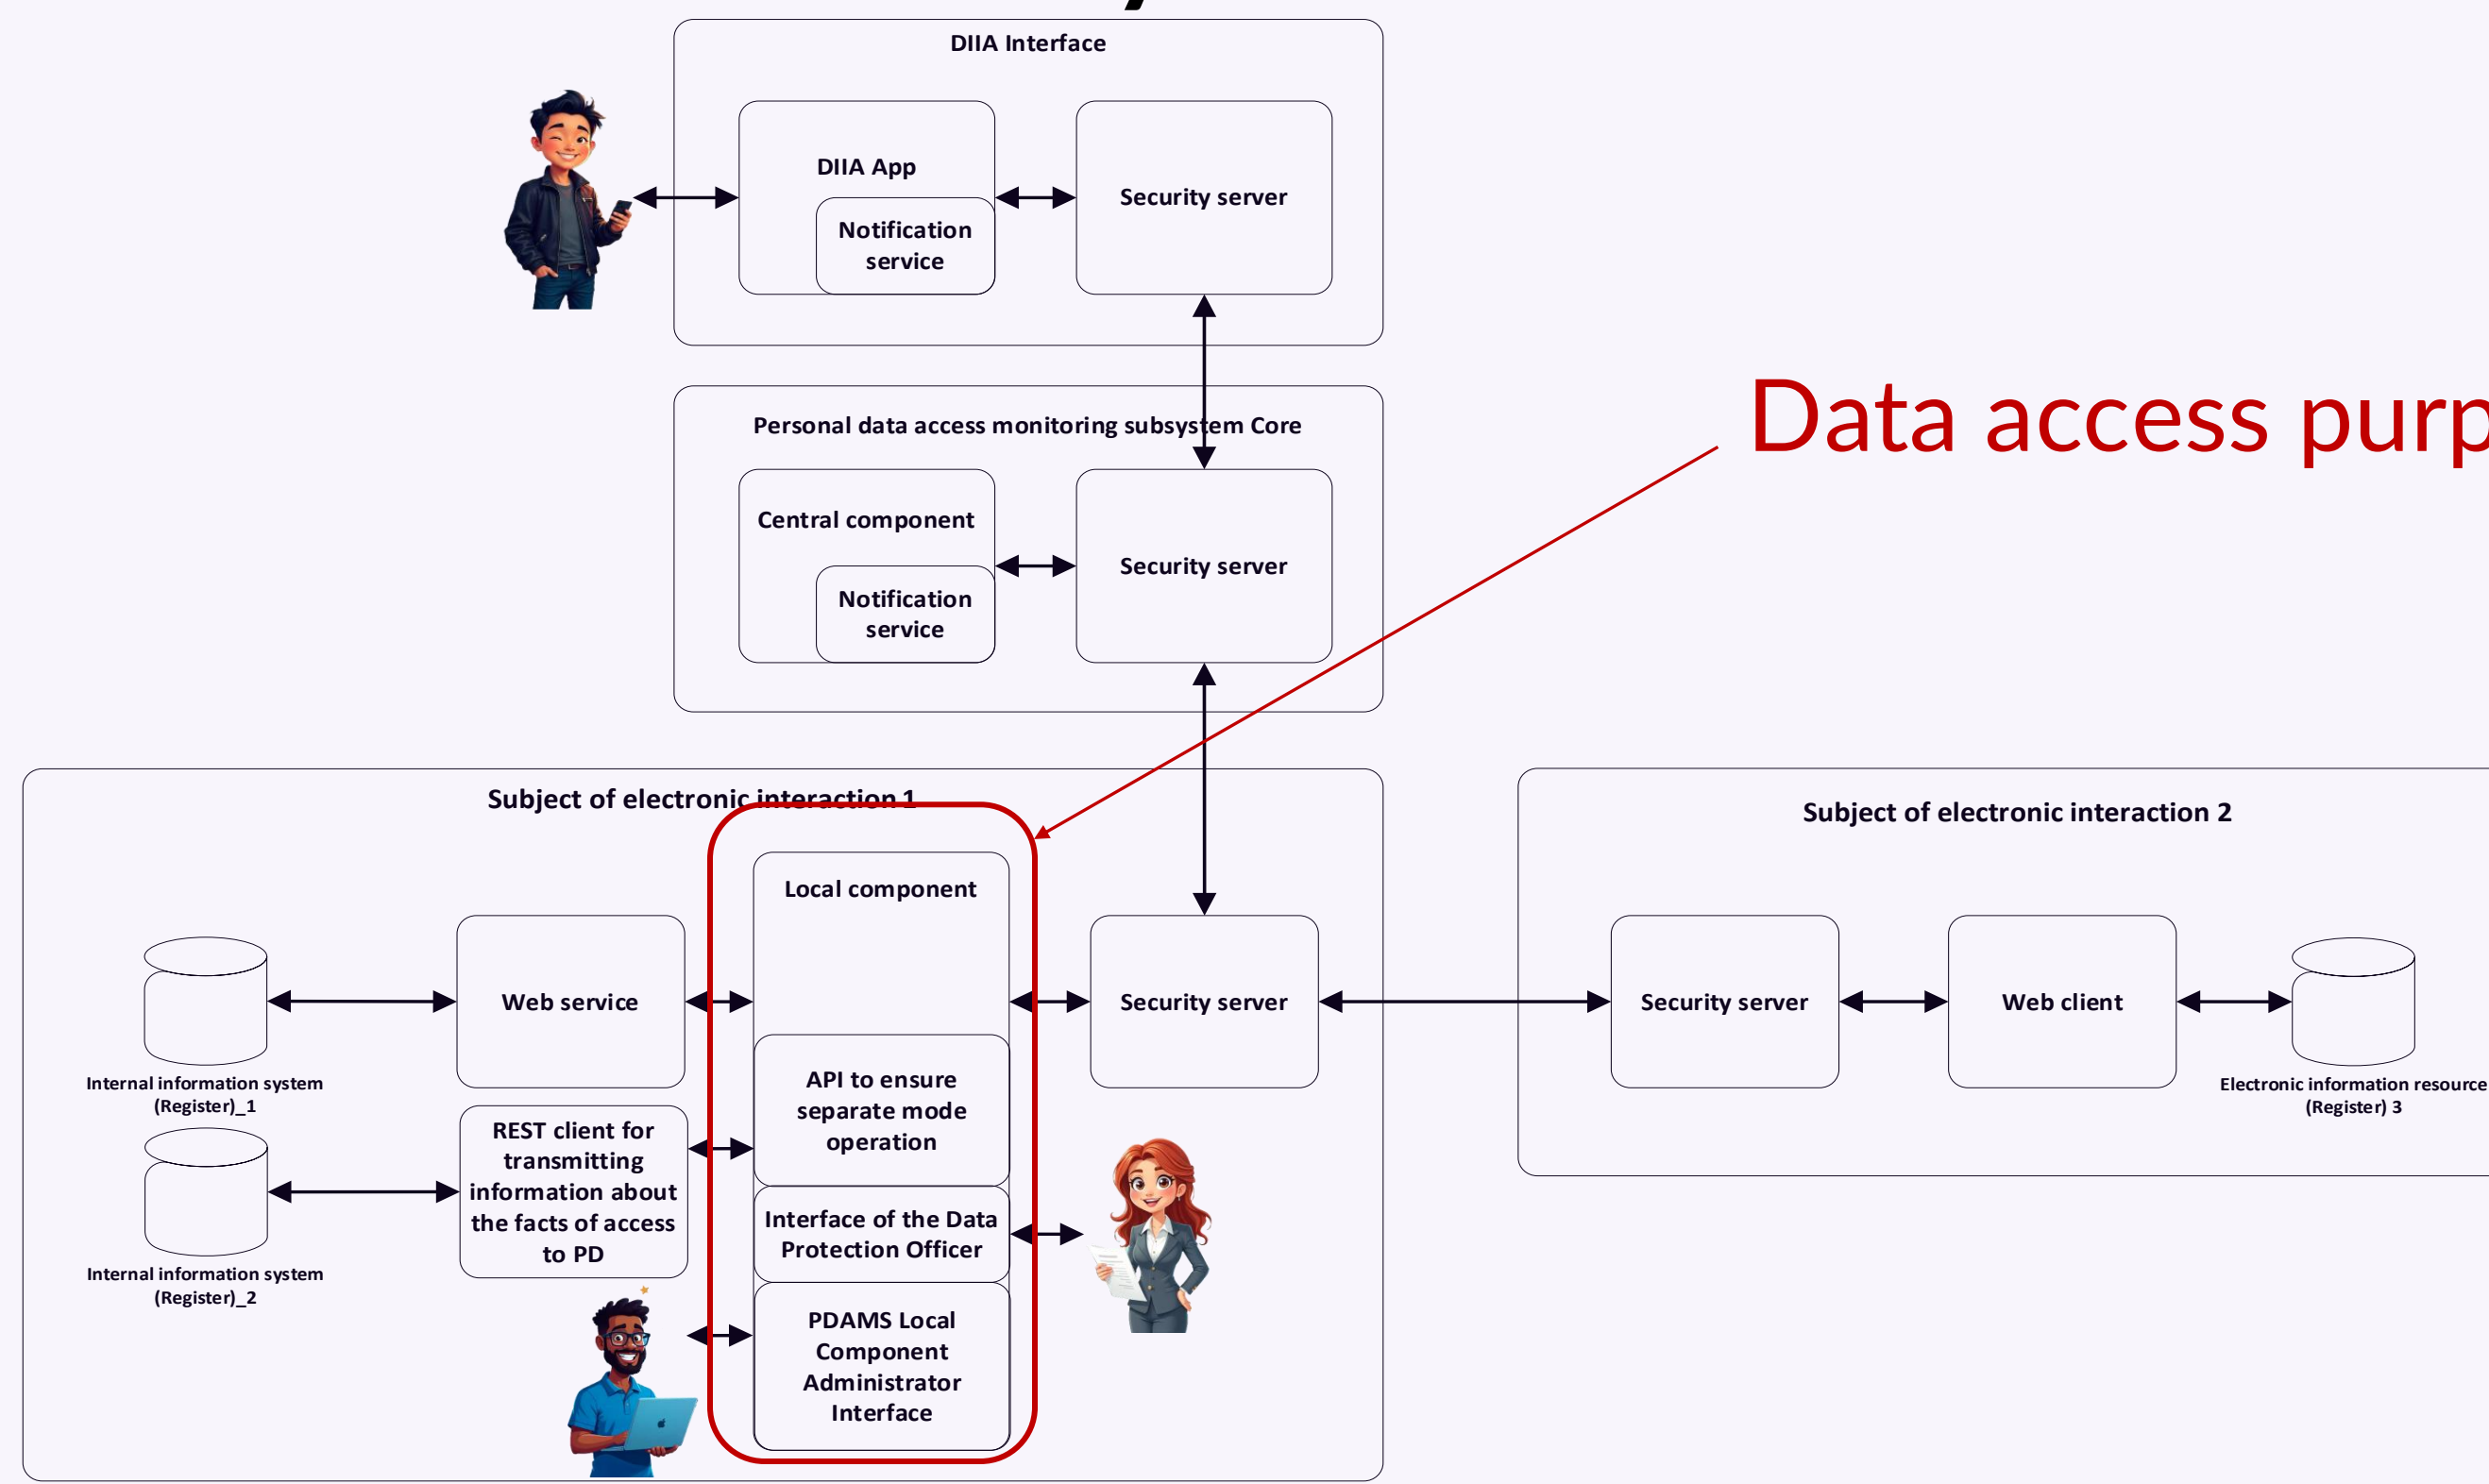 DIIA Interface
DIIA App
Notification
service
Security server
Personal data access monitoring subsystem Core
Data access
Central component
Notification
service
Security server
Subject of electronic interaction 1
Local component
Web service
Security server
API to ensure
separate mode
operation
Internal information system
(Register)_1
REST client for
transmitting
information about
the facts of access
to PD
Interface of the Data
Protection Officer
Internal information system
(Register)_2
PDAMS Local
Component
Administrator
Interface
Subject of electronic interaction 2
Security server
Web client
Electronic information resource
(Register) 3